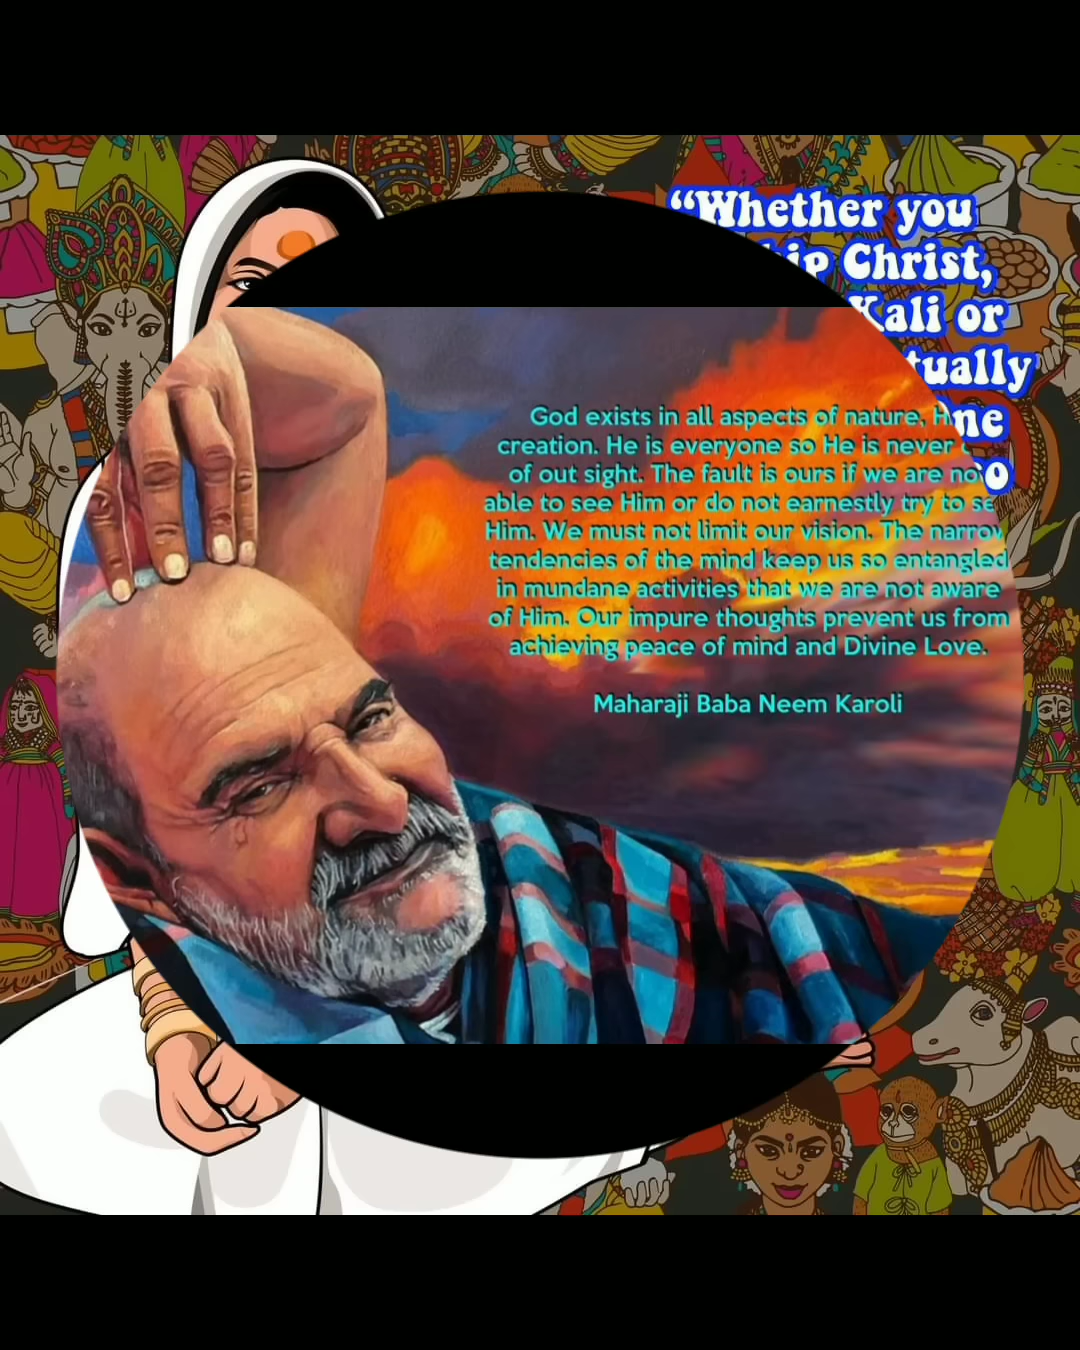 “Whether you
Christ,
Kali or
ne
God exists in all aspects of nature,
creation. He is everyone so He is never
of out sight. The fault is ours if we are
able to see Him or do not earnestly try to
Him. We must not limit our vision. The
tendencies of the mind keep us so entangled
in mundane activities that we are not aware
of Him. Our impure thoughts prevent us from
achieving peace of mind and Divine Love.
Maharaji Baba Neem Karoli